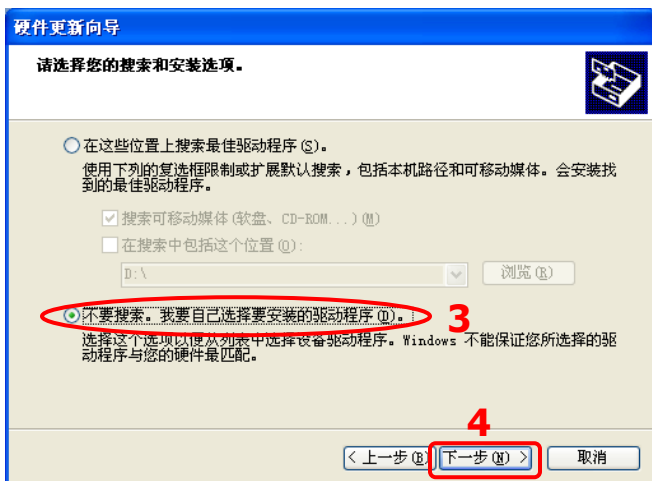 硬件更新向导
请选择您的搜索和安装选项。
在这些位置上搜索最佳驱动程序(S)。
使用下列的复选框限制或扩展默认搜索，包括本机路径和可移动媒体。会安装找
到的最佳驱动程序。
搜索可移动媒体(软盘、CD-ROM...)(M)
在搜索中包括这个位置(O):
D:\
浏览(R)
不要搜索。我要自己选择要安装的驱动程序(D)。
3
选择这个选项以便从列表中选择设备驱动程序。Windows 不能保证您所选择的驱
动程序与您的硬件最匹配。
4
< 上一步(B) 下一步(N) > 取消